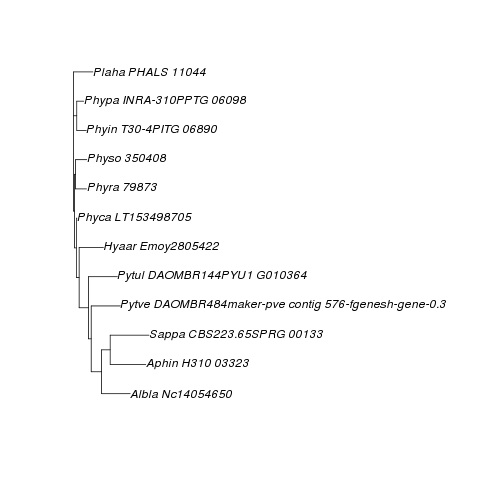 Plaha PHALS 11044
Phypa INRA-310PPTG 06098
Phyin T30-4PITG 06890
Physo 350408
Phyra 79873
Phyca LT153498705
Hyaar Emoy2805422
Pytul DAOMBR144PYU1 G010364
Pytve DAOMBR484maker-pve contig 576-fgenesh-gene-0.3
Sappa CBS223.65SPRG 00133
Aphin H310 03323
Albla Nc14054650